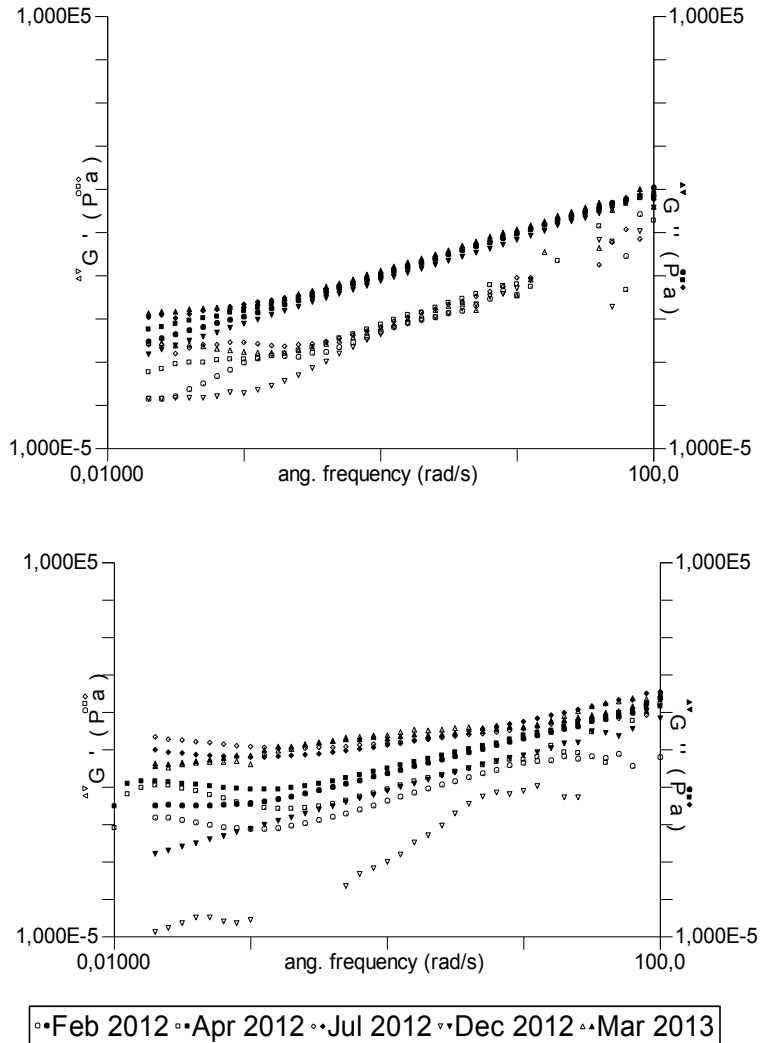 1,000E5 1,000E5
G ' (Pa)
G '' (Pa)
1,000E-5 1,000E-5
0,01000 ang. frequency (rad/s) 100,0
1,000E5 1,000E5
G ' (Pa)
G '' (Pa)
1,000E-5 1,000E-5
0,01000 ang. frequency (rad/s) 100,0
Feb 2012 Apr 2012 Jul 2012 Dec 2012 Mar 2013